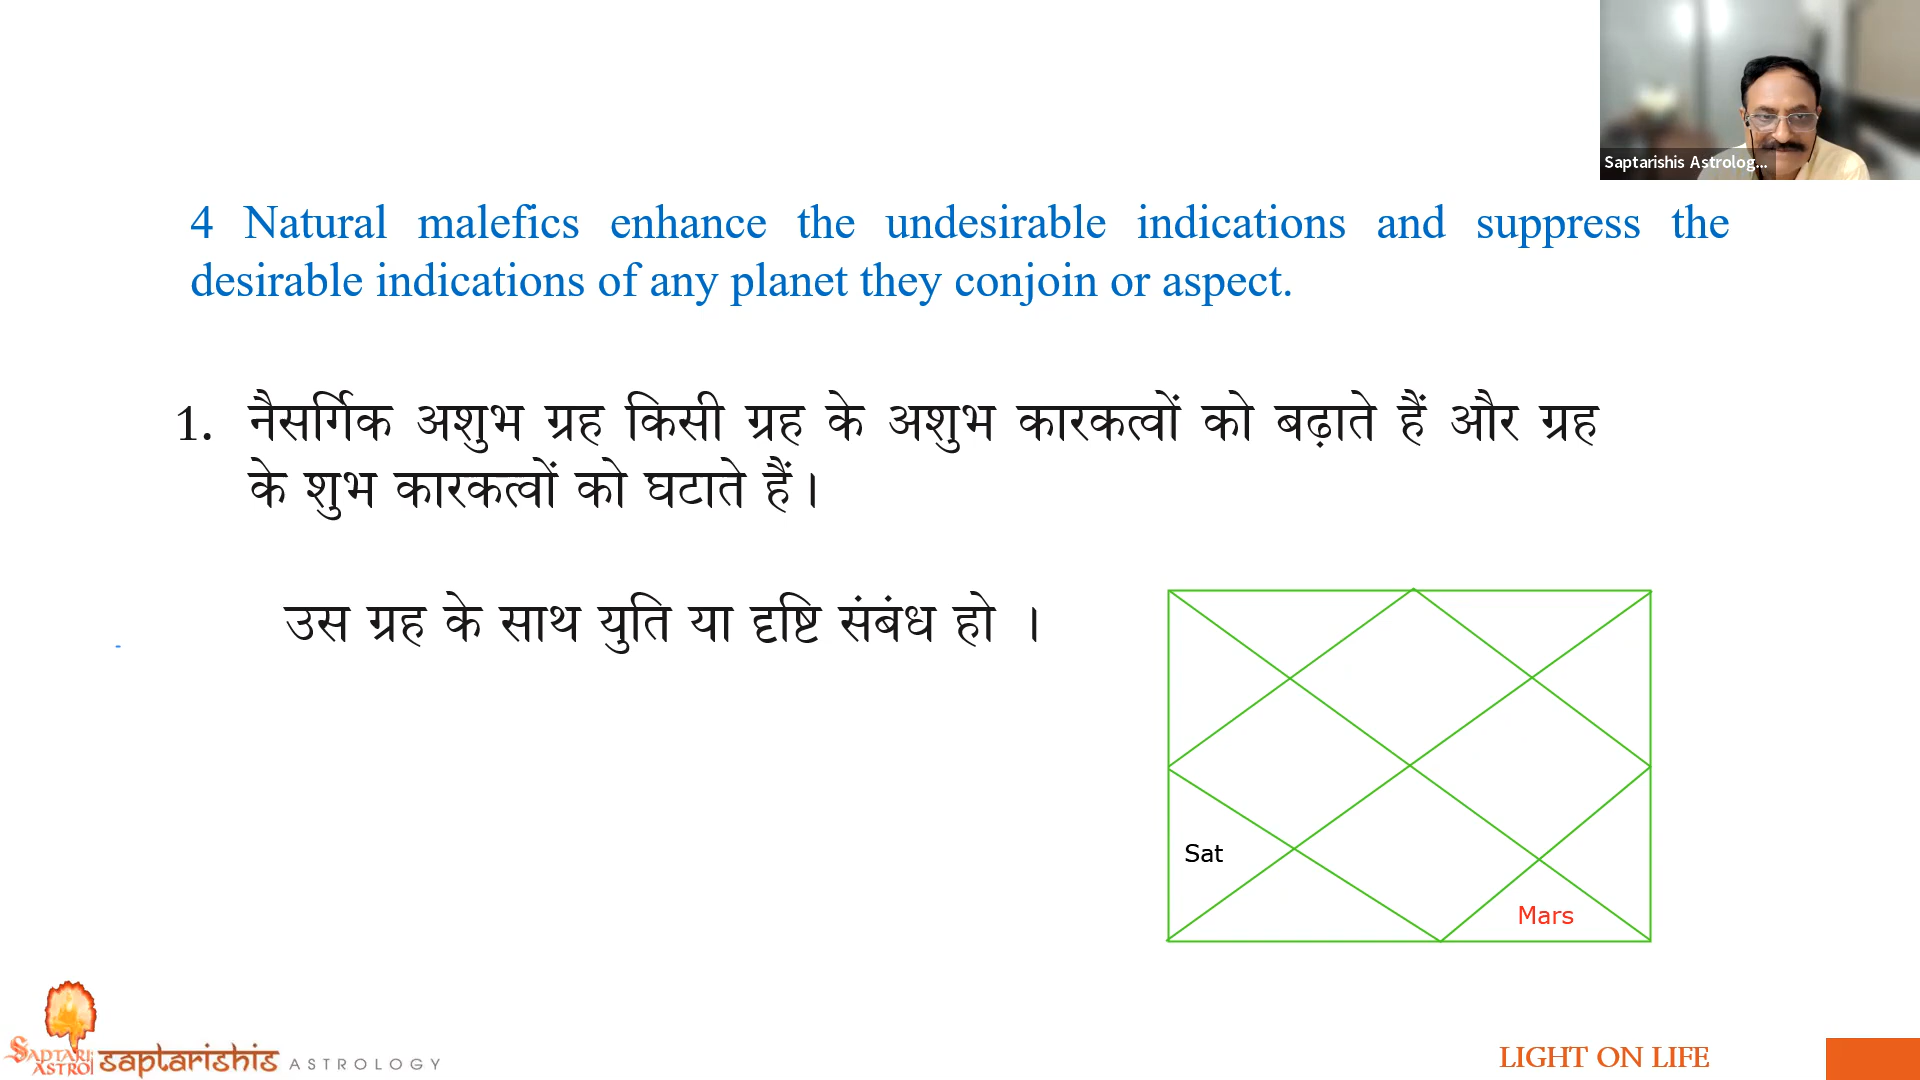 Saptarishis Astrolog...
4 Natural malefics enhance the undesirable indications and suppress the
desirable indications of any planet they conjoin or aspect.
1. नैसर्गिक अशुभ ग्रह किसी ग्रह के अशुभ कारकत्वों को बढ़ाते हैं और ग्रह
के शुभ कारकत्वों को घटाते हैं।
उस ग्रह के साथ युति या दृष्टि संबंध हो ।
Sat
Mars
SAPTARI
ASTROL
saptarishis ASTROLOGY
LIGHT ON LIFE